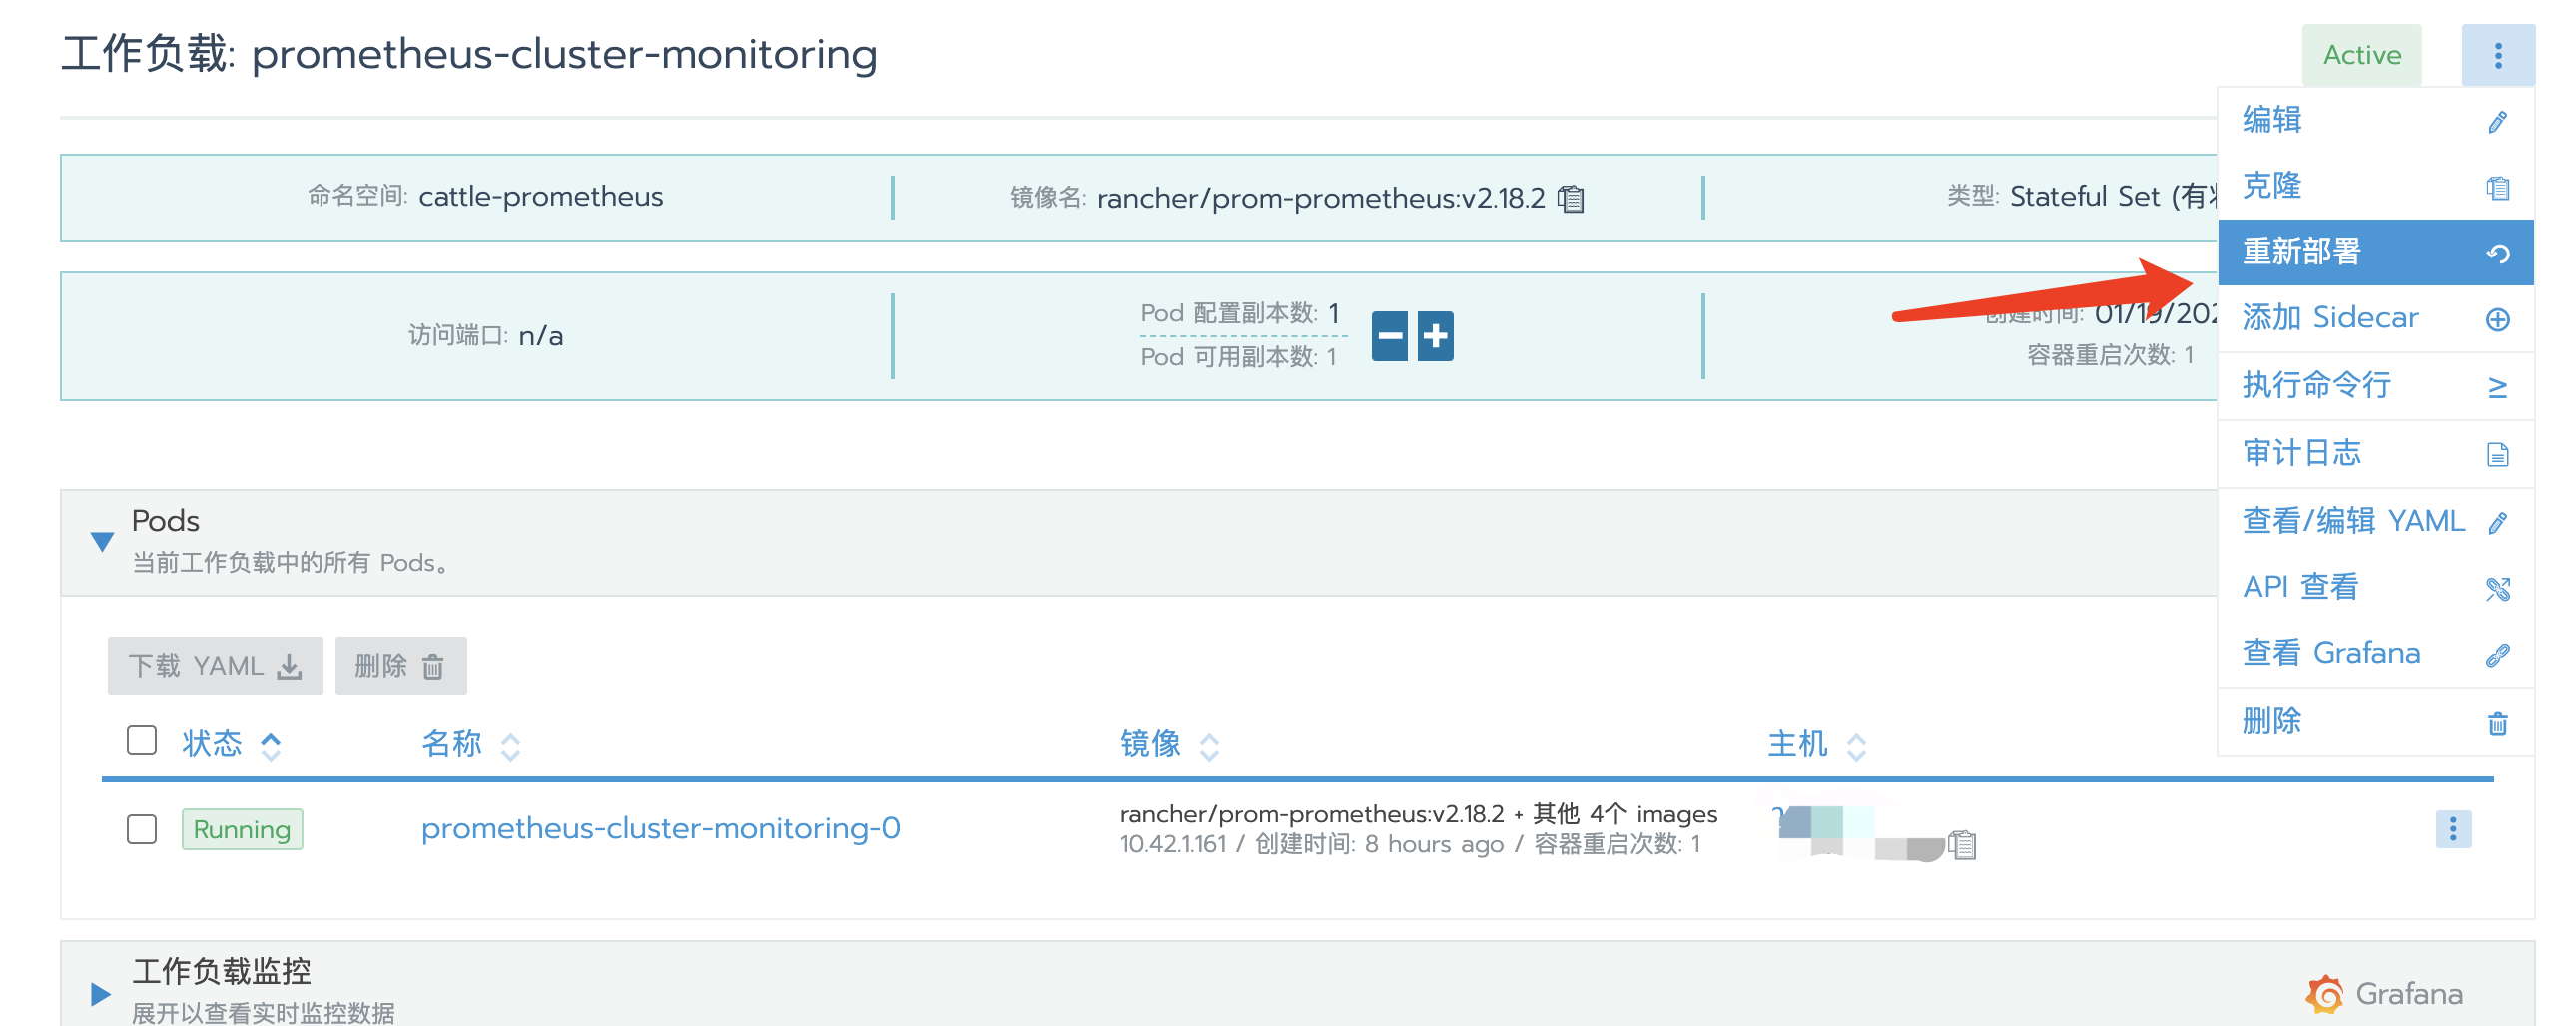 工作负载: prometheus-cluster-monitoring
Active
编辑
克隆
重新部署
添加 Sidecar
执行命令行
审计日志
查看/编辑 YAML
API 查看
查看 Grafana
删除
命名空间: cattle-prometheus
镜像名: rancher/prom-prometheus:v2.18.2
类型: Stateful Set (有
访问端口: n/a
Pod 配置副本数: 1
Pod 可用副本数: 1
创建时间: 01/19/202
容器重启次数: 1
Pods
当前工作负载中的所有 Pods。
下载 YAML
删除
状态 名称 镜像 主机
Running prometheus-cluster-monitoring-0 rancher/prom-prometheus:v2.18.2 + 其他 4个 images
10.42.1.161 / 创建时间: 8 hours ago / 容器重启次数: 1
工作负载监控
展开以查看实时监控数据
Grafana